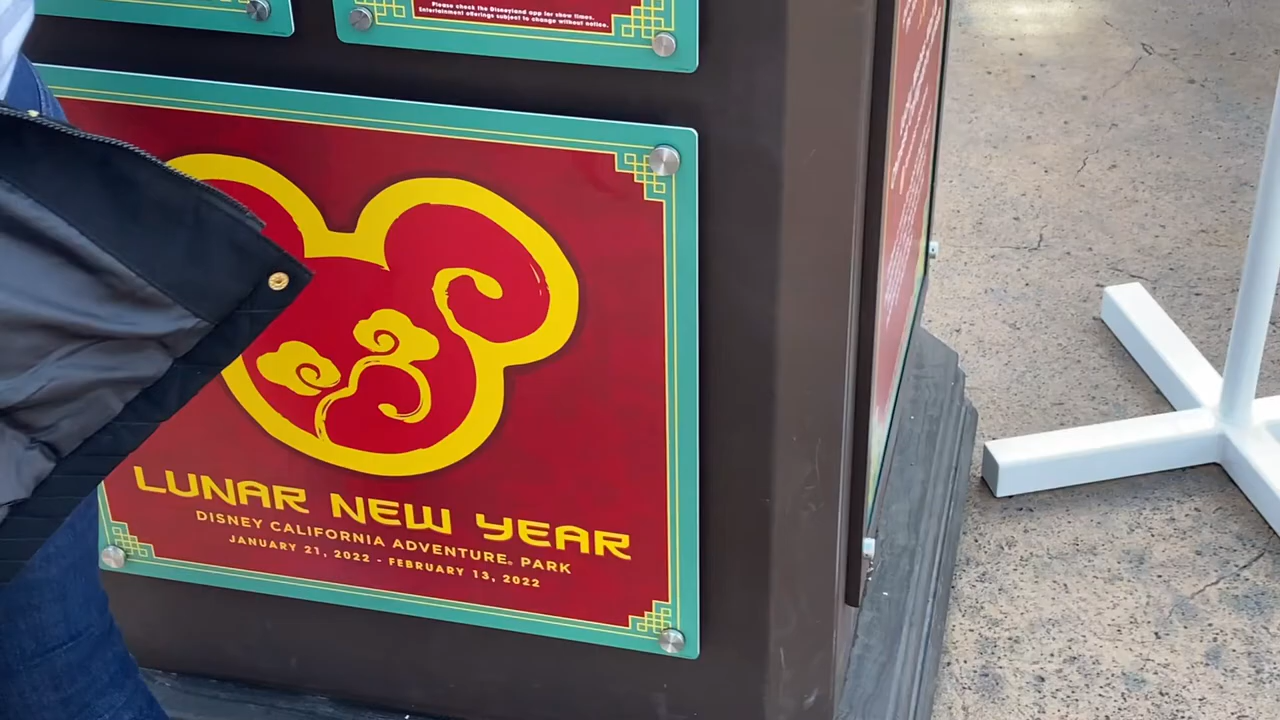 Please check the Disneyland app for show times.
Entertainment offerings subject to change without notice.
LUNAR NEW YEAR
DISNEY CALIFORNIA ADVENTURE® PARK
JANUARY 21, 2022 - FEBRUARY 13, 2022